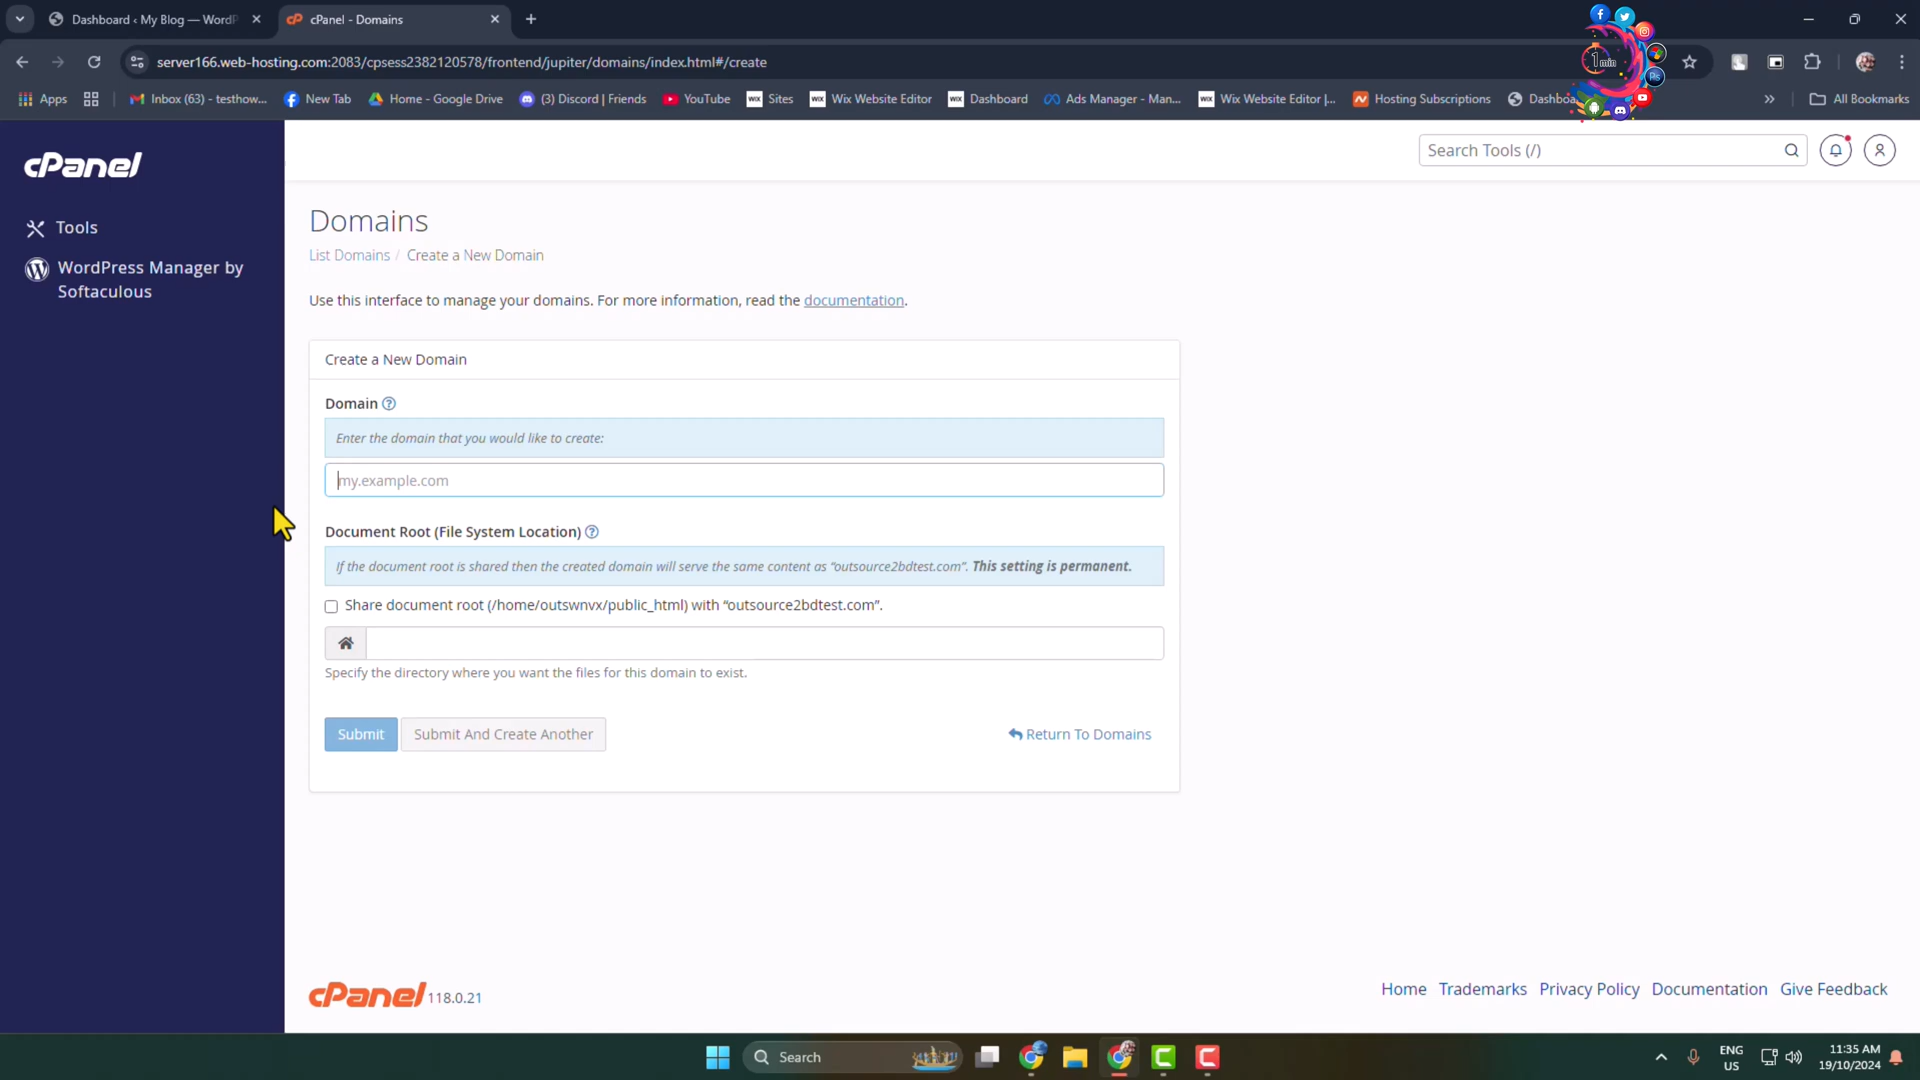 Dashboard ‹ My Blog — WordP
cPanel - Domains
server166.web-hosting.com:2083/cpsess2382120578/frontend/jupiter/domains/index.html#/create
1min
Ps
Apps
Inbox (63) - testhow...
New Tab
Home - Google Drive
(3) Discord | Friends
YouTube
WIX Sites
WIX Wix Website Editor
WIX Dashboard
Ads Manager - Man...
WIX Wix Website Editor |...
Hosting Subscriptions
All Bookmarks
cPanel
Search Tools (/)
Tools
WordPress Manager by
Softaculous
Domains
List Domains / Create a New Domain
Use this interface to manage your domains. For more information, read the documentation.
Create a New Domain
Domain
Enter the domain that you would like to create:
my.example.com
Document Root (File System Location)
If the document root is shared then the created domain will serve the same content as “outsource2bdtest.com”. This setting is permanent.
Share document root (/home/outswnvx/public_html) with “outsource2bdtest.com”.
Specify the directory where you want the files for this domain to exist.
Submit
Submit And Create Another
Return To Domains
cPanel 118.0.21
Home Trademarks Privacy Policy Documentation Give Feedback
Search
ENG
US
11:35 AM
19/10/2024